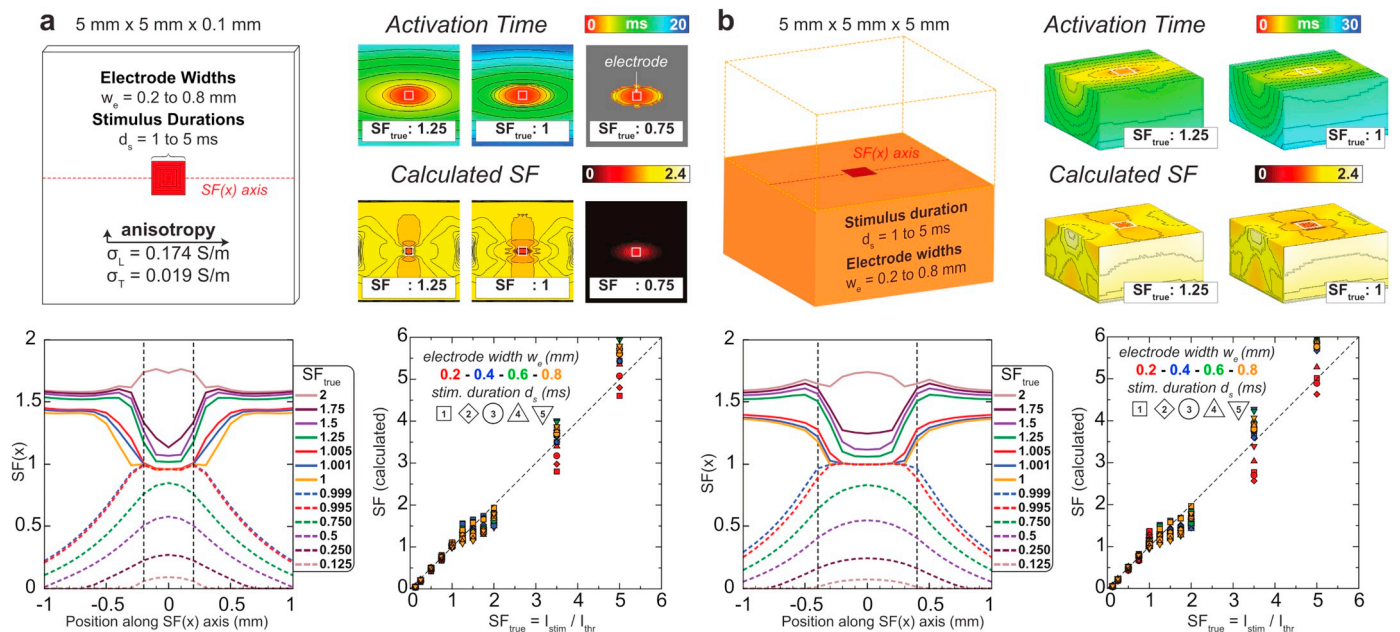 a
5 mm x 5 mm x 0.1 mm
Electrode Widths
wₑ = 0.2 to 0.8 mm
Stimulus Durations
dₛ = 1 to 5 ms
SF(x) axis
anisotropy
σL = 0.174 S/m
σT = 0.019 S/m
Activation Time
0 ms 20
electrode
SFtrue: 1.25
SFtrue: 1
SFtrue: 0.75
Calculated SF
0 2.4
SFtrue: 1.25
SFtrue: 1
SFtrue: 0.75
2
1.5
1
0.5
0
SF(x)
-1 -0.5 0 0.5 1
Position along SF(x) axis (mm)
SFtrue
2
1.75
1.5
1.25
1.005
1.001
1
0.999
0.995
0.750
0.5
0.250
0.125
6
5
4
3
2
1
0
SF (calculated)
electrode width wₑ (mm)
0.2 - 0.4 - 0.6 - 0.8
stim. duration dₛ (ms)
1 2 3 4 5
0 1 2 3 4 5 6
SFtrue = Istim / Ithr
b
5 mm x 5 mm x 5 mm
SF(x) axis
Stimulus duration
dₛ = 1 to 5 ms
Electrode widths
wₑ = 0.2 to 0.8 mm
Activation Time
0 ms 30
SFtrue: 1.25
SFtrue: 1
Calculated SF
0 2.4
SFtrue: 1.25
SFtrue: 1
2
1.5
1
0.5
0
SF(x)
-1 -0.5 0 0.5 1
Position along SF(x) axis (mm)
SFtrue
2
1.75
1.5
1.25
1.005
1.001
1
0.999
0.995
0.750
0.5
0.250
0.125
6
5
4
3
2
1
0
SF (calculated)
electrode width wₑ (mm)
0.2 - 0.4 - 0.6 - 0.8
stim. duration dₛ (ms)
1 2 3 4 5
0 1 2 3 4 5 6
SFtrue = Istim / Ithr